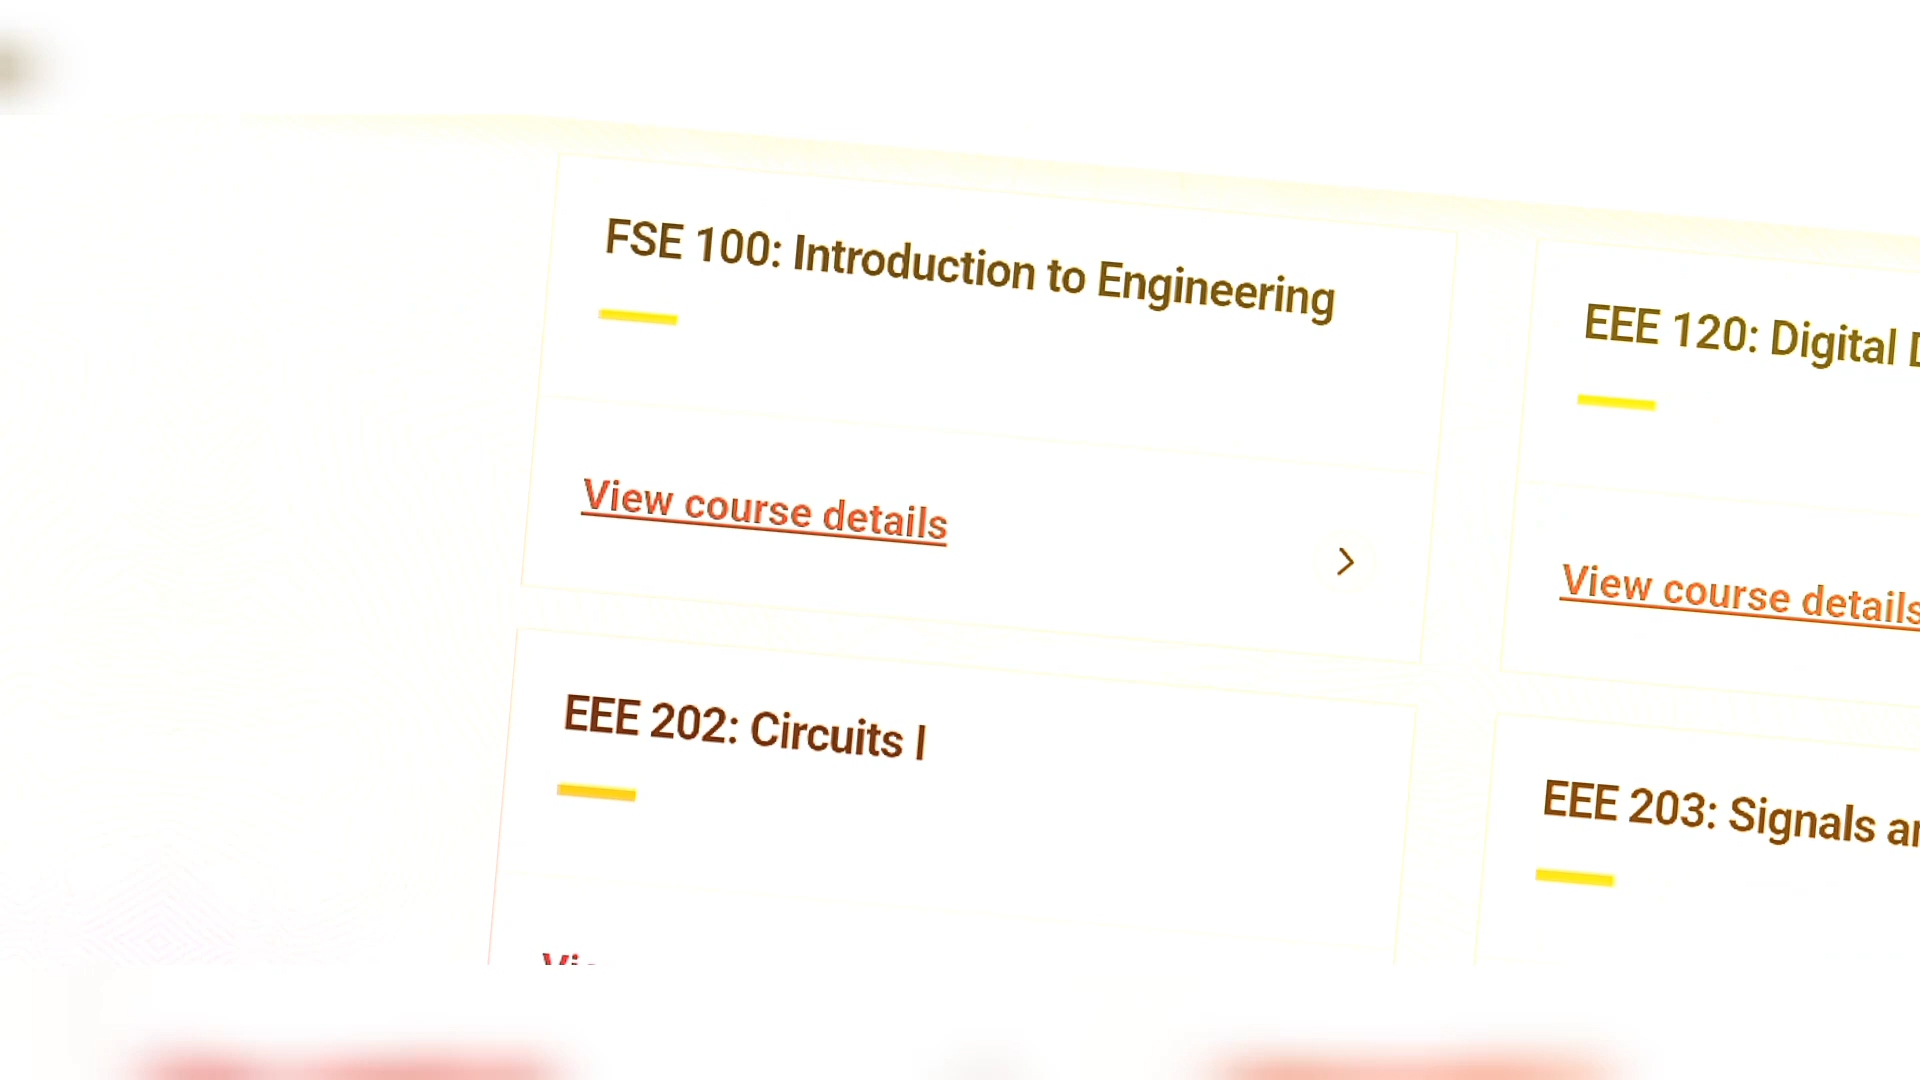 FSE 100: Introduction to Engineering
EEE 120: Digital
View course details
View course details
EEE 202: Circuits I
EEE 203: Signals